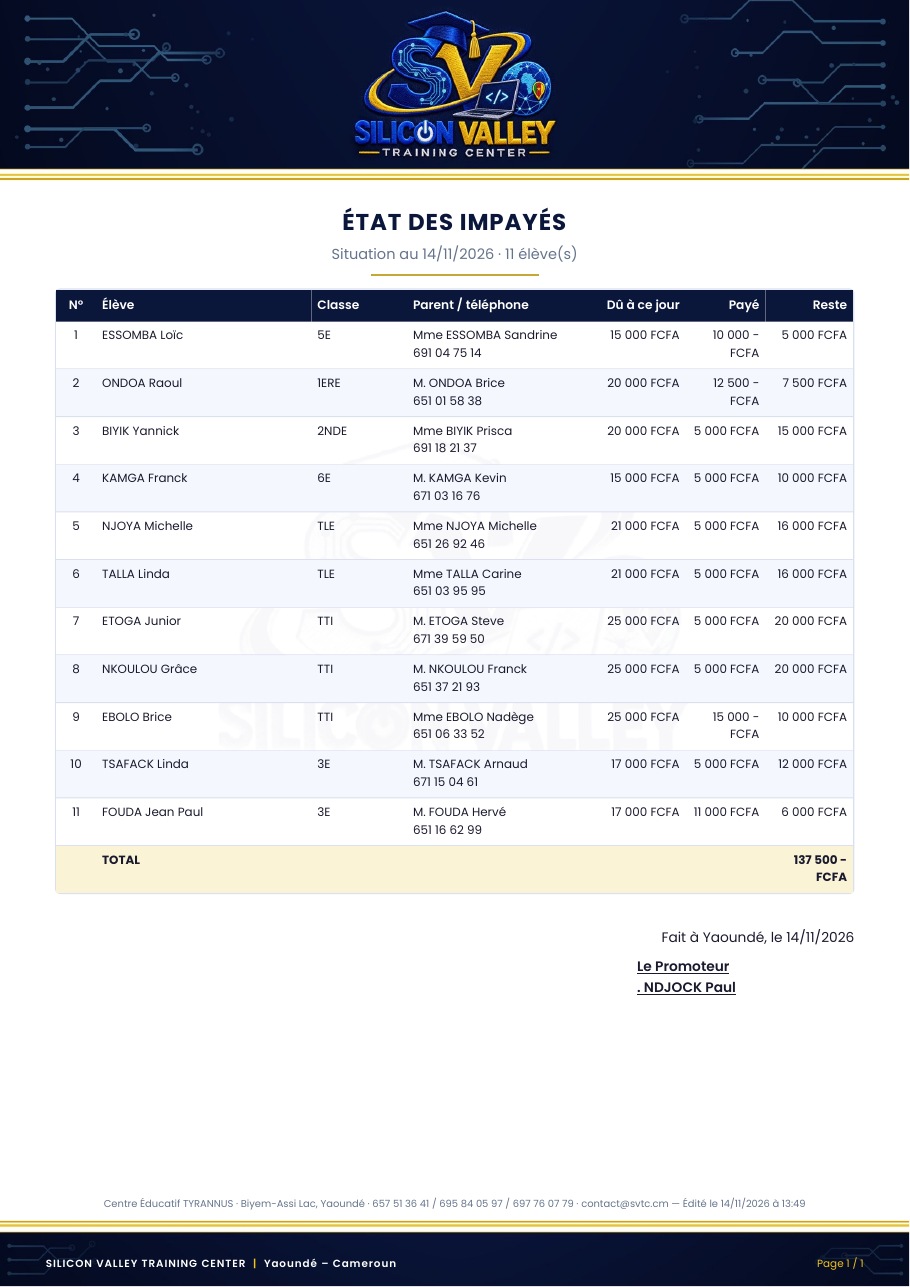 SV
</>
SILICON VALLEY
TRAINING CENTER
ÉTAT DES IMPAYÉS
Situation au 14/11/2026 · 11 élève(s)
N° Élève Classe Parent / téléphone Dû à ce jour Payé Reste
1 ESSOMBA Loïc 5E Mme ESSOMBA Sandrine 15 000 FCFA 10 000 - 5 000 FCFA
691 04 75 14 FCFA
2 ONDOA Raoul 1ERE M. ONDOA Brice 20 000 FCFA 12 500 - 7 500 FCFA
651 01 58 38 FCFA
3 BIYIK Yannick 2NDE Mme BIYIK Prisca 20 000 FCFA 5 000 FCFA 15 000 FCFA
691 18 21 37
4 KAMGA Franck 6E M. KAMGA Kevin 15 000 FCFA 5 000 FCFA 10 000 FCFA
671 03 16 76
5 NJOYA Michelle TLE Mme NJOYA Michelle 21 000 FCFA 5 000 FCFA 16 000 FCFA
651 26 92 46
6 TALLA Linda TLE Mme TALLA Carine 21 000 FCFA 5 000 FCFA 16 000 FCFA
651 03 95 95
7 ETOGA Junior TTI M. ETOGA Steve 25 000 FCFA 5 000 FCFA 20 000 FCFA
671 39 59 50
8 NKOULOU Grâce TTI M. NKOULOU Franck 25 000 FCFA 5 000 FCFA 20 000 FCFA
651 37 21 93
9 EBOLO Brice TTI Mme EBOLO Nadège 25 000 FCFA 15 000 - 10 000 FCFA
651 06 33 52 FCFA
10 TSAFACK Linda 3E M. TSAFACK Arnaud 17 000 FCFA 5 000 FCFA 12 000 FCFA
671 15 04 61
11 FOUDA Jean Paul 3E M. FOUDA Hervé 17 000 FCFA 11 000 FCFA 6 000 FCFA
651 16 62 99
TOTAL 137 500 -
FCFA
SILICON VALLEY
Fait à Yaoundé, le 14/11/2026
Le Promoteur
. NDJOCK Paul
Centre Éducatif TYRANNUS · Biyem-Assi Lac, Yaoundé · 657 51 36 41 / 695 84 05 97 / 697 76 07 79 · contact@svtc.cm — Édité le 14/11/2026 à 13:49
SILICON VALLEY TRAINING CENTER | Yaoundé – Cameroun Page 1 / 1